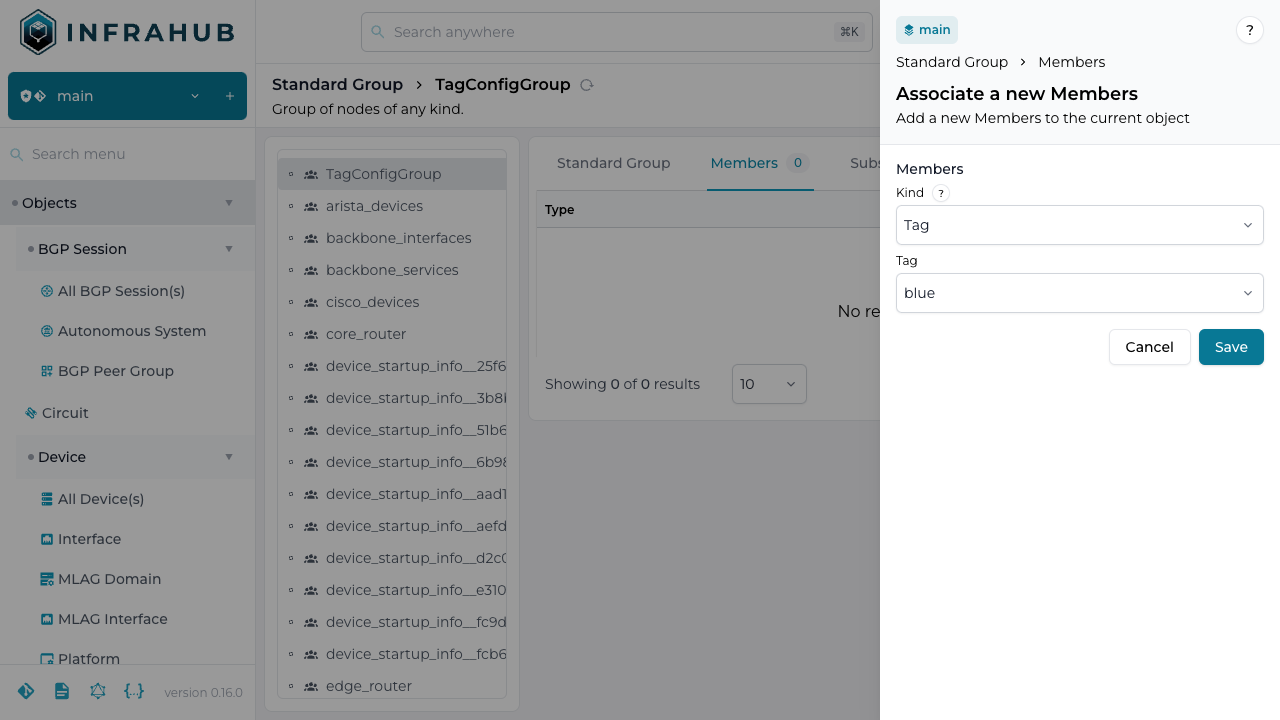 INFRAHUB
main
Search menu
Objects
BGP Session
All BGP Session(s)
Autonomous System
BGP Peer Group
Circuit
Device
All Device(s)
Interface
MLAG Domain
MLAG Interface
Platform
version 0.16.0
Search anywhere
⌘K
Standard Group > TagConfigGroup
Group of nodes of any kind.
TagConfigGroup
arista_devices
backbone_interfaces
backbone_services
cisco_devices
core_router
device_startup_info__25f6
device_startup_info__3b8
device_startup_info__51b6
device_startup_info__6b98
device_startup_info__aad1
device_startup_info__aefd
device_startup_info__d2c0
device_startup_info__e310
device_startup_info__fc9d
device_startup_info__fcb6
edge_router
Standard Group
Members 0
Subs
Type
No re
Showing 0 of 0 results
10
main
?
Standard Group > Members
Associate a new Members
Add a new Members to the current object
Members
Kind ?
Tag
Tag
blue
Cancel
Save